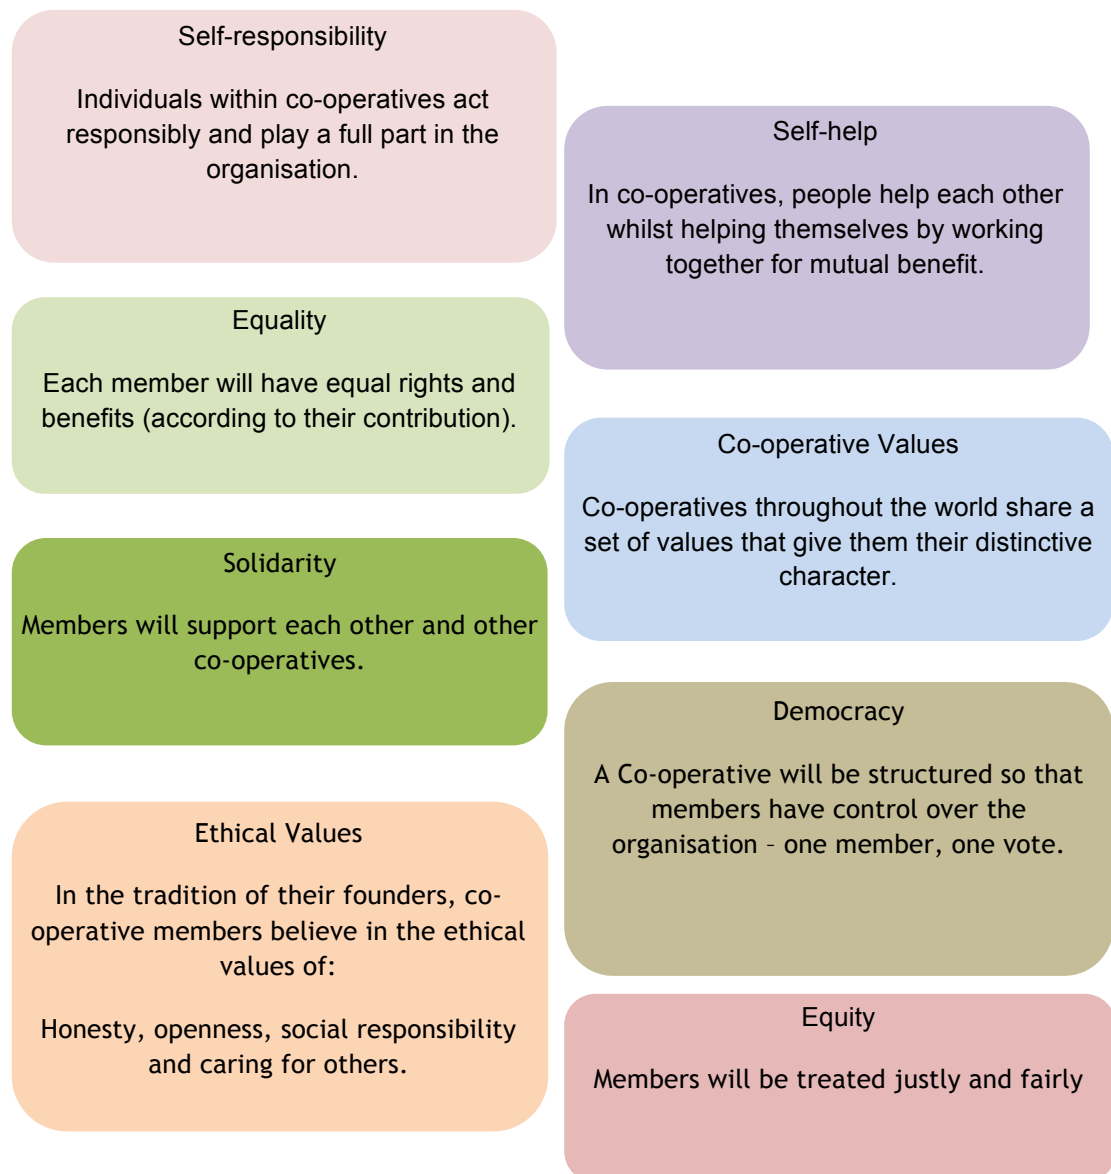 Self-responsibility
Individuals within co-operatives act
responsibly and play a full part in the
organisation.
Self-help
In co-operatives, people help each other
whilst helping themselves by working
together for mutual benefit.
Equality
Each member will have equal rights and
benefits (according to their contribution).
Co-operative Values
Co-operatives throughout the world share a
set of values that give them their distinctive
character.
Solidarity
Members will support each other and other
co-operatives.
Democracy
A Co-operative will be structured so that
members have control over the
organisation – one member, one vote.
Ethical Values
In the tradition of their founders, co-
operative members believe in the ethical
values of:
Honesty, openness, social responsibility
and caring for others.
Equity
Members will be treated justly and fairly